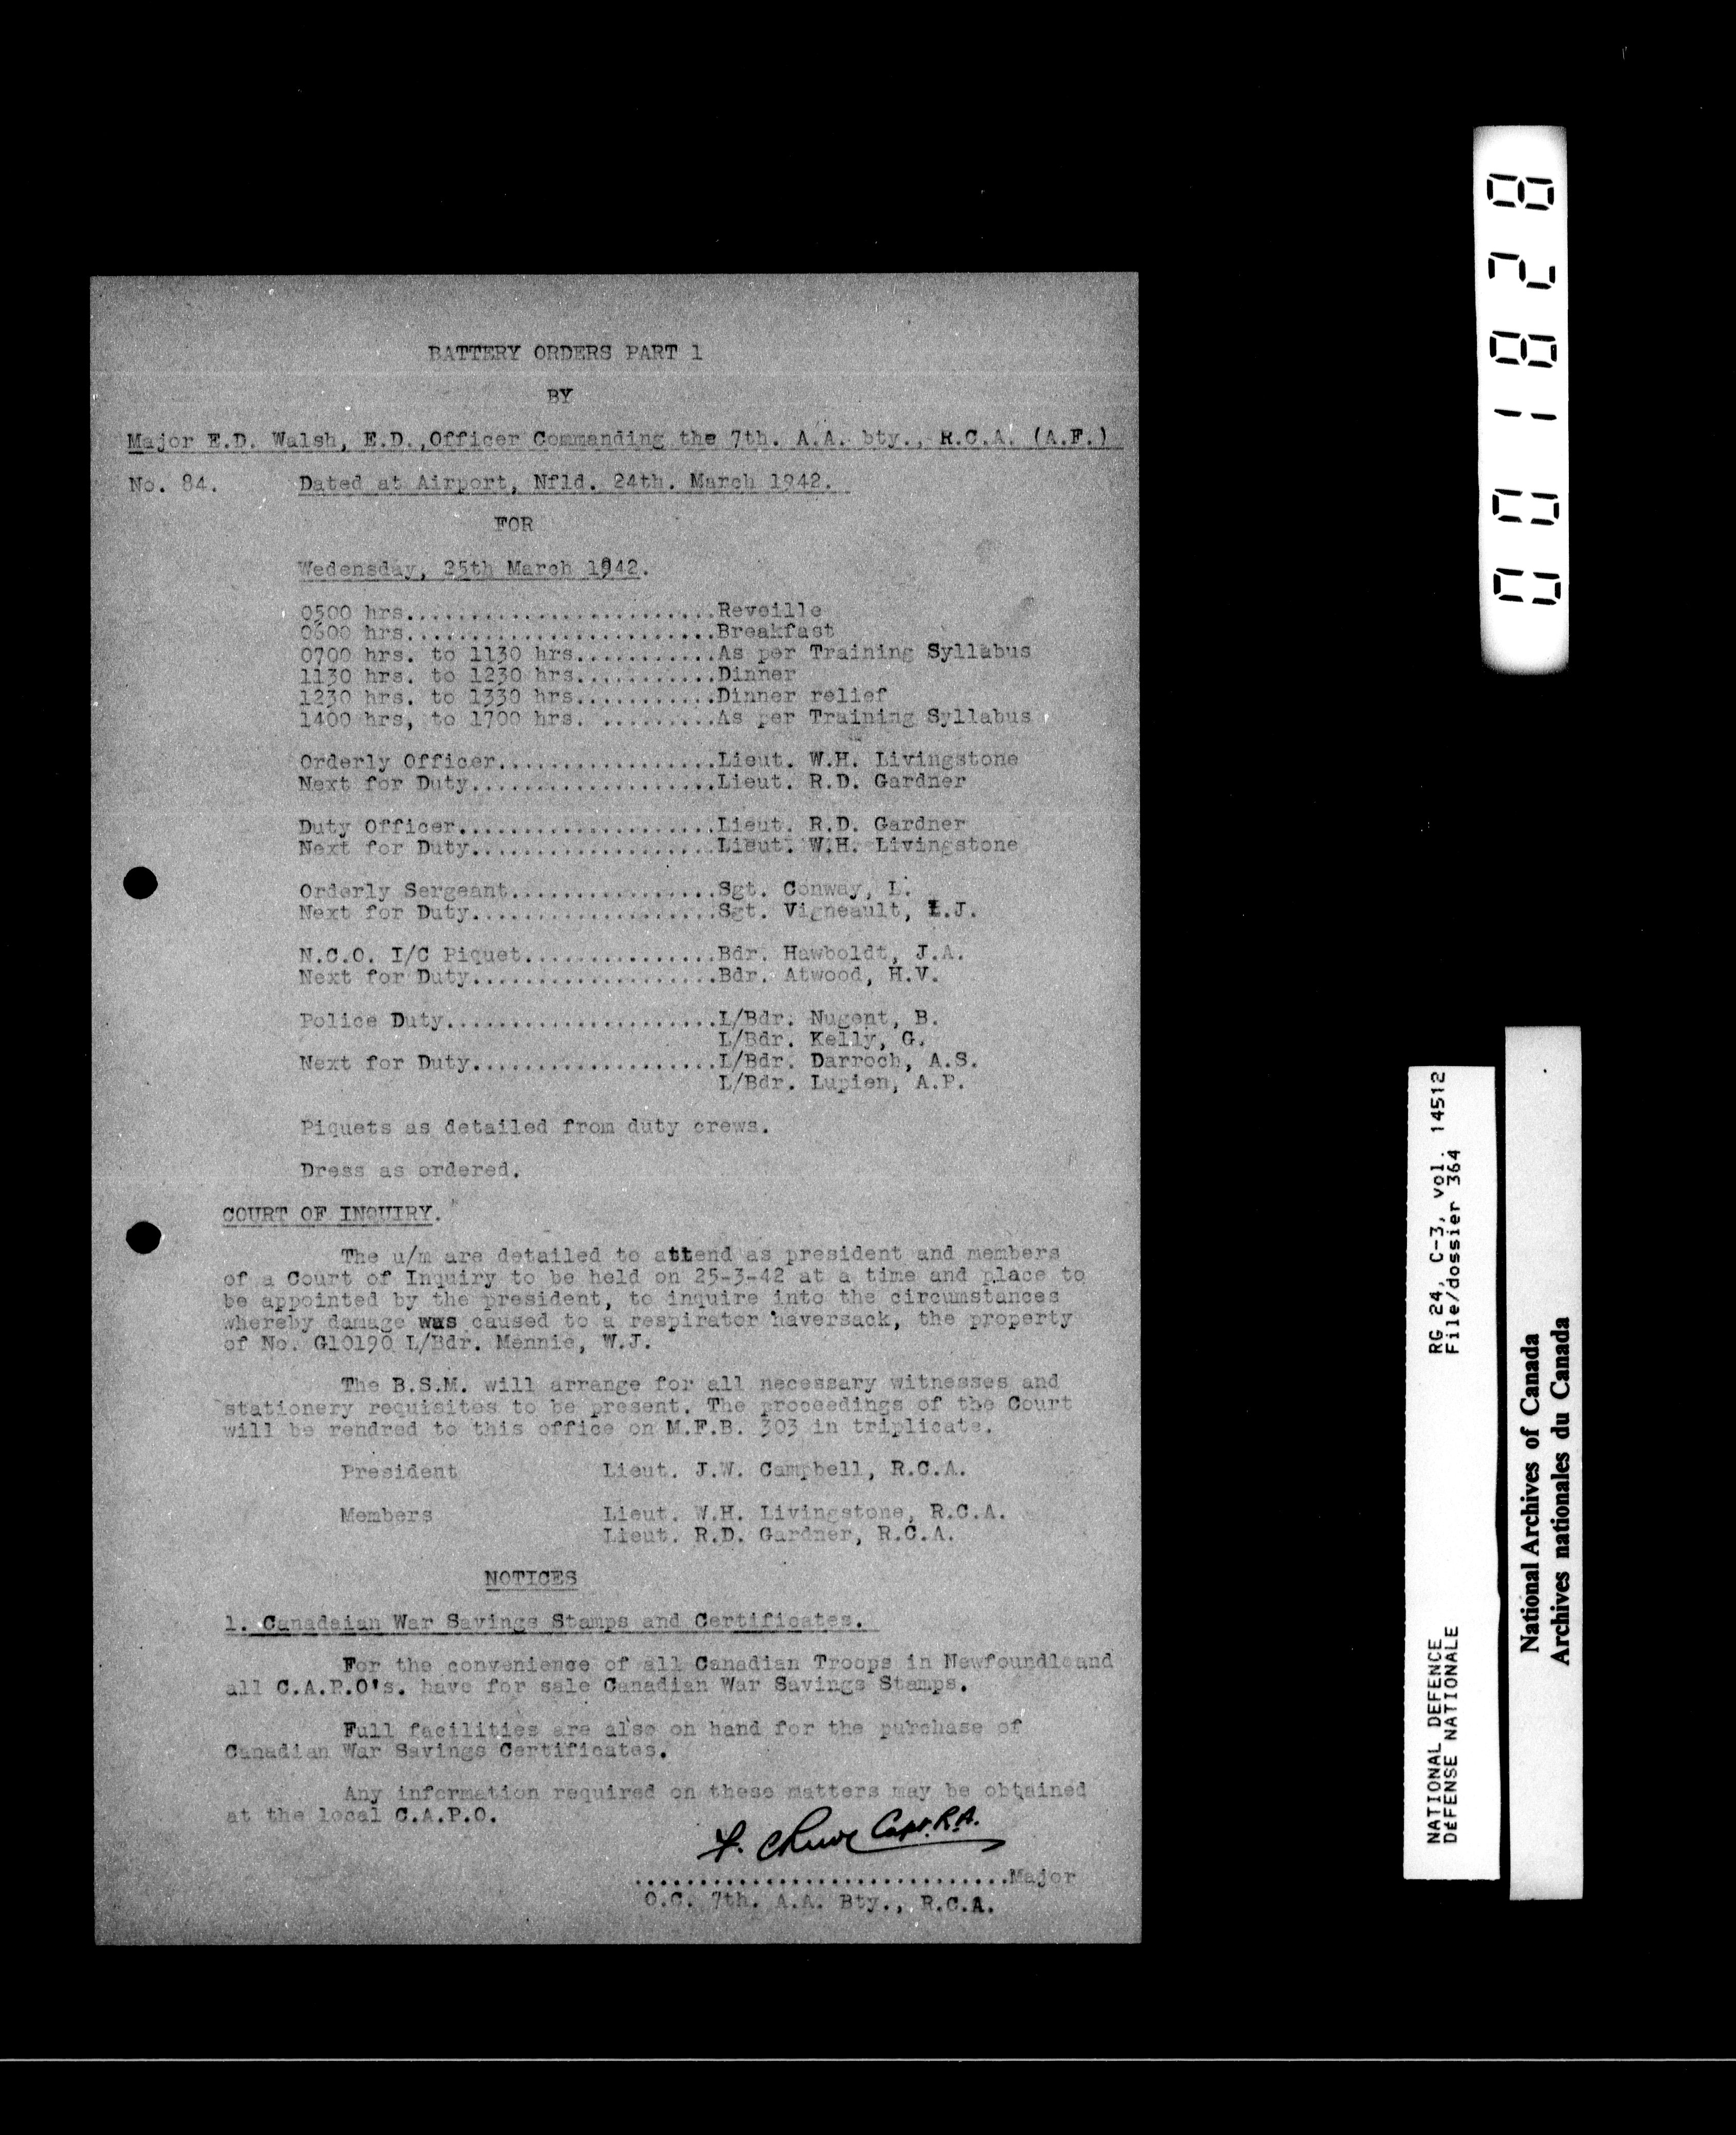 BATTERY ORDERS PART 1
BY
Major E.D. Walsh, E.D.,Officer Commanding the 7th. A.A. bty., R.C.A. (A.F.)
No. 84. Dated at Airport, Nfld. 24th. March 1942.
FOR
Wedensday, 25th March 1942.
0500 hrs........................Reveille
0600 hrs........................Breakfast
0700 hrs. to 1130 hrs...........As per Training Syllabus
1130 hrs. to 1230 hrs...........Dinner
1230 hrs. to 1330 hrs...........Dinner relief
1400 hrs, to 1700 hrs. .........As per Training Syllabus
Orderly Officer.................Lieut. W.H. Livingstone
Next for Duty...................Lieut. R.D. Gardner
Duty Officer....................Lieut. R.D. Gardner
Next for Duty...................Lieut. W.H. Livingstone
Orderly Sergeant................Sgt. Conway, L.
Next for Duty...................Sgt. Vigneault, L.J.
N.C.O. I/C Piquet...............Bdr. Hawboldt, J.A.
Next for Duty...................Bdr. Atwood, H.V.
Police Duty.....................L/Bdr. Nugent, B.
L/Bdr. Kelly, G.
Next for Duty...................L/Bdr. Darroch, A.S.
L/Bdr. Lupien, A.P.
Piquets as detailed from duty crews.
Dress as ordered.
COURT OF INQUIRY.
The u/m are detailed to attend as president and members
of a Court of Inquiry to be held on 25-3-42 at a time and place to
be appointed by the president, to inquire into the circumstances
whereby damage was caused to a respirator haversack, the property
of No. G10190 L/Bdr. Mennie, W.J.
The B.S.M. will arrange for all necessary witnesses and
stationery requisites to be present. The proceedings of the Court
will be rendred to this office on M.F.B. 303 in triplicate.
President Lieut. J.W. Campbell, R.C.A.
Members Lieut. W.H. Livingstone, R.C.A.
Lieut. R.D. Gardner, R.C.A.
NOTICES
1. Canadaian War Savings Stamps and Certificates.
For the convenience of all Canadian Troops in Newfoundleand
all C.A.P.O's. have for sale Canadian War Savings Stamps.
Full facilities are also on hand for the purchase of
Canadian War Savings Certificates.
Any information required on these matters may be obtained
at the local C.A.P.O.
Capt. R.A.
.............................Major
O.C. 7th. A.A. Bty., R.C.A.
001828
RG 24, C-3, vol. 14512
File/dossier 364
NATIONAL DEFENCE
DÉFENSE NATIONALE
National Archives of Canada
Archives nationales du Canada